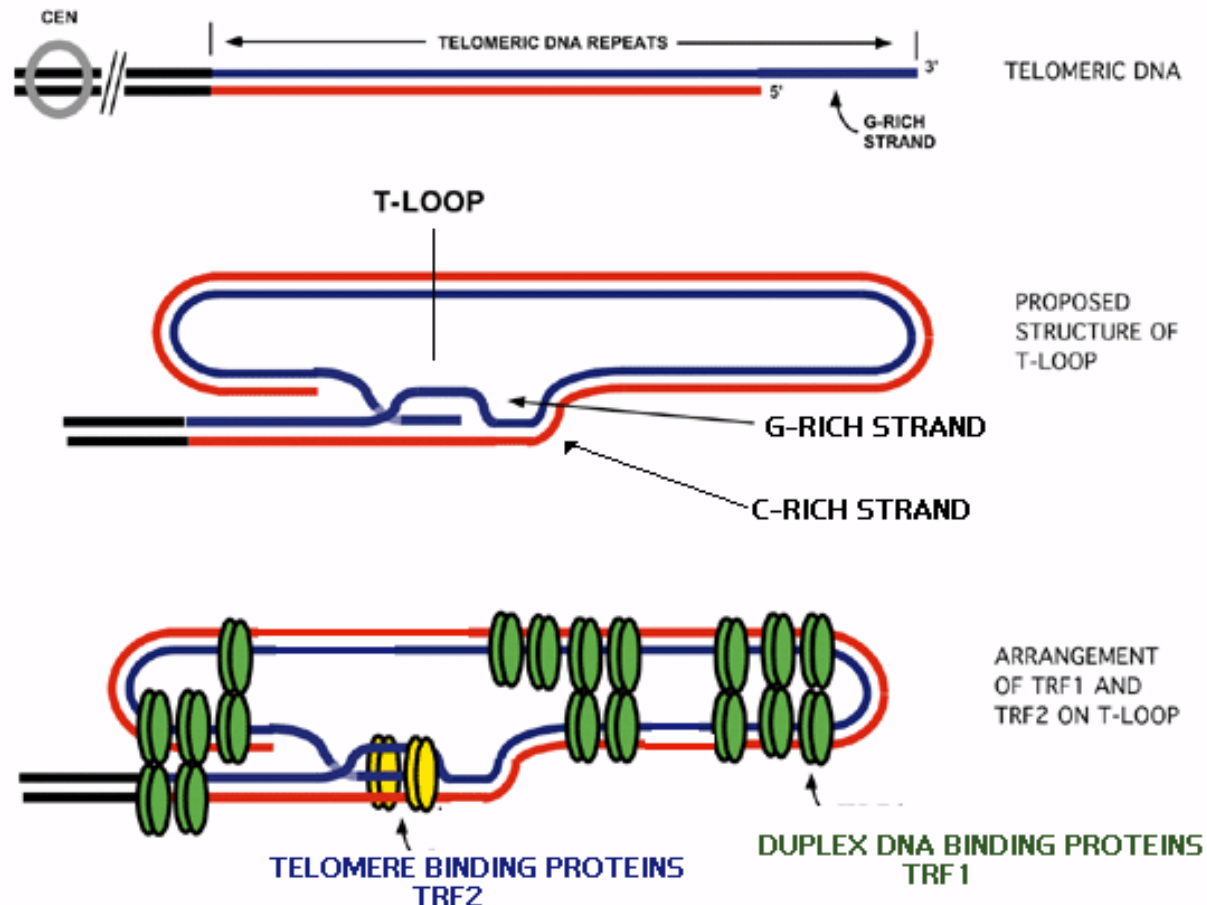 CEN
TELOMERIC DNA REPEATS
3'
5'
TELOMERIC DNA
G-RICH
STRAND
T-LOOP
PROPOSED
STRUCTURE OF
T-LOOP
G-RICH STRAND
C-RICH STRAND
ARRANGEMENT
OF TRF1 AND
TRF2 ON T-LOOP
TELOMERE BINDING PROTEINS
TRF2
DUPLEX DNA BINDING PROTEINS
TRF1